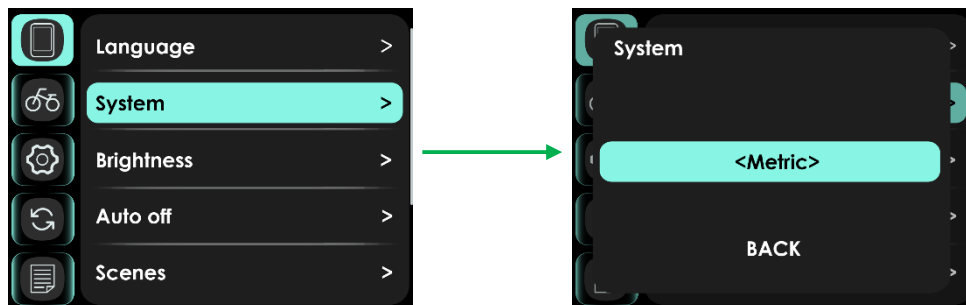 Language >
System >
Brightness >
Auto off >
Scenes >
System
<Metric>
BACK